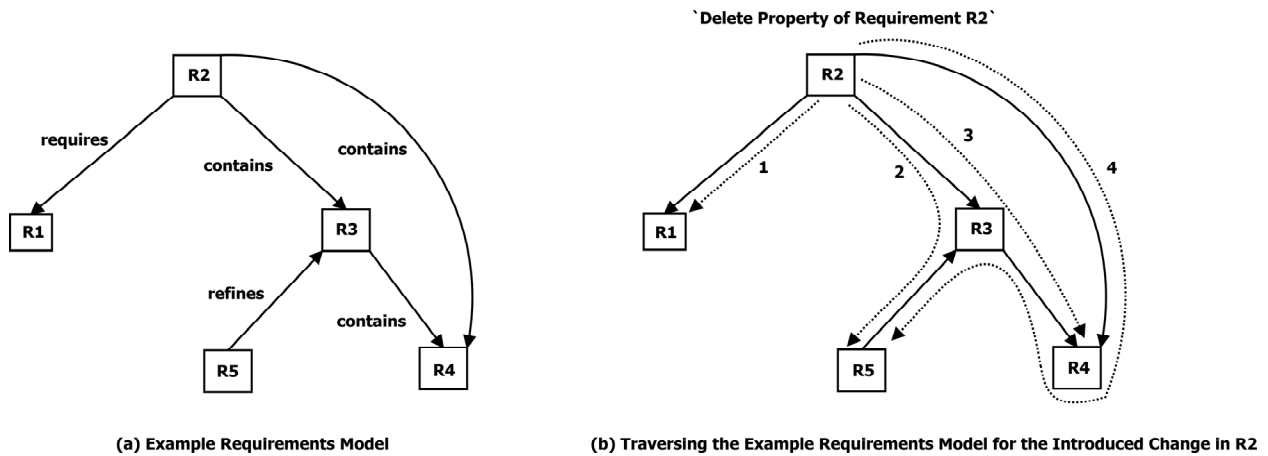 `Delete Property of Requirement R2`
R2
requires
contains
contains
R1
R3
refines
contains
R5
R4
(a) Example Requirements Model
R2
1
2
3
4
R1
R3
R5
R4
(b) Traversing the Example Requirements Model for the Introduced Change in R2